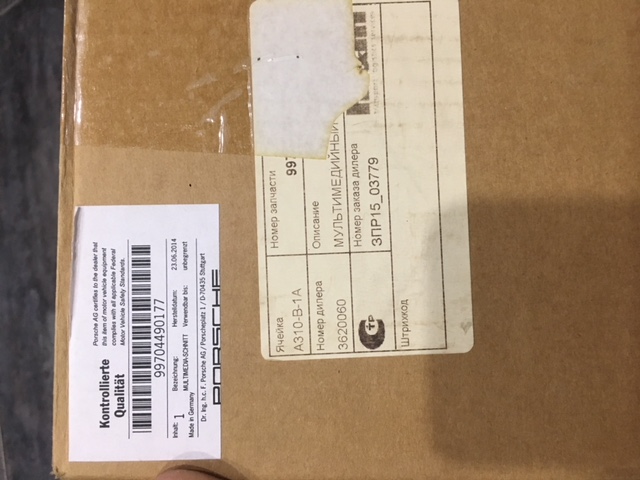 Kontrollierte
Qualität
Porsche AG certifies to the dealer that
this item of motor vehicle equipment
complies with all applicable Federal
Motor Vehicle Safety Standards.
99704490177
Inhalt: 1 Bezeichnung: Herstelldatum: 23.06.2014
Made in Germany MULTIMEDIA-SCHNITT Verwendbar bis: unbegrenzt
Dr. Ing. h.c. F. Porsche AG / Porscheplatz 1 / D-70435 Stuttgart
PORSCHE
Ячейка
А310-В-1А
Номер запчасти
997
Номер дилера
3620060
Описание
МУЛЬТИМЕДИЙНЫЙ
Номер заказа дилера
ЗПР15_03779
Штрихкод